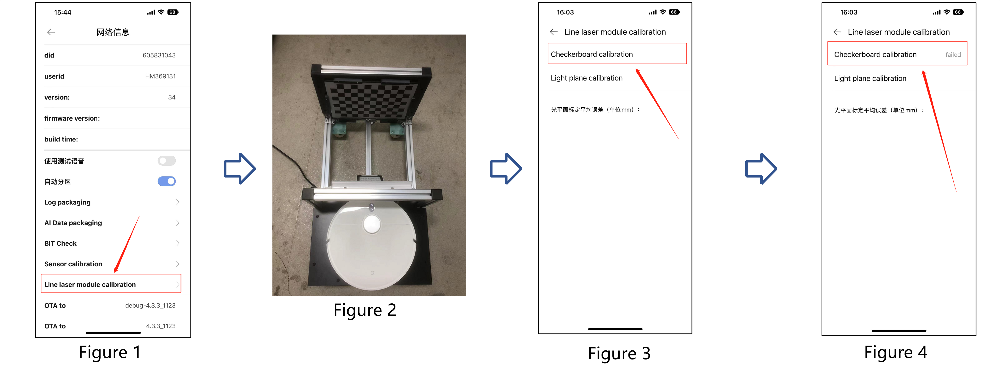 15:44
68
网络信息
did 605831043
userid HM369131
version: 34
firmware version:
build time:
使用测试语音
自动分区
Log packaging
AI Data packaging
BIT Check
Sensor calibration
Line laser module calibration
OTA to debug-4.3.3_1123
OTA to 4.3.3_1123
Figure 1
Figure 2
16:03
66
Line laser module calibration
Checkerboard calibration
Light plane calibration
光平面标定平均误差（单位mm）：
Figure 3
16:03
66
Line laser module calibration
Checkerboard calibration failed
Light plane calibration
光平面标定平均误差（单位mm）：
Figure 4